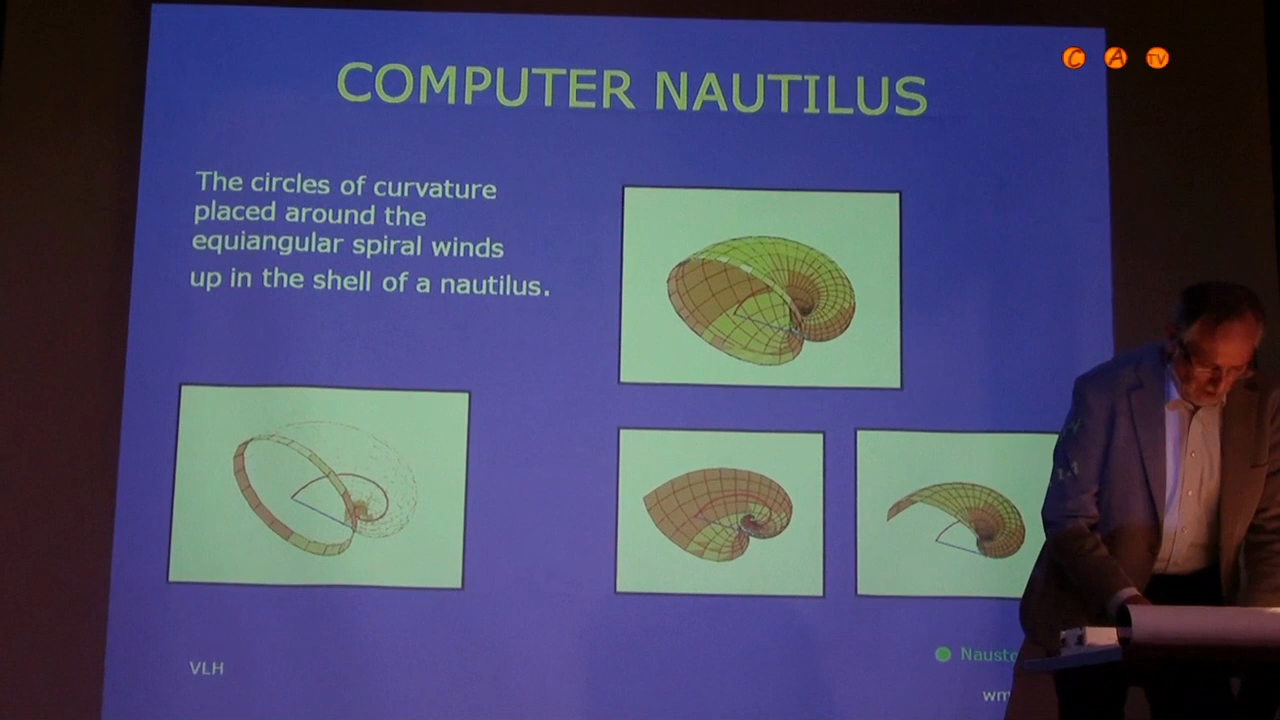 C A TV
COMPUTER NAUTILUS
The circles of curvature
placed around the
equiangular spiral winds
up in the shell of a nautilus.
VLH